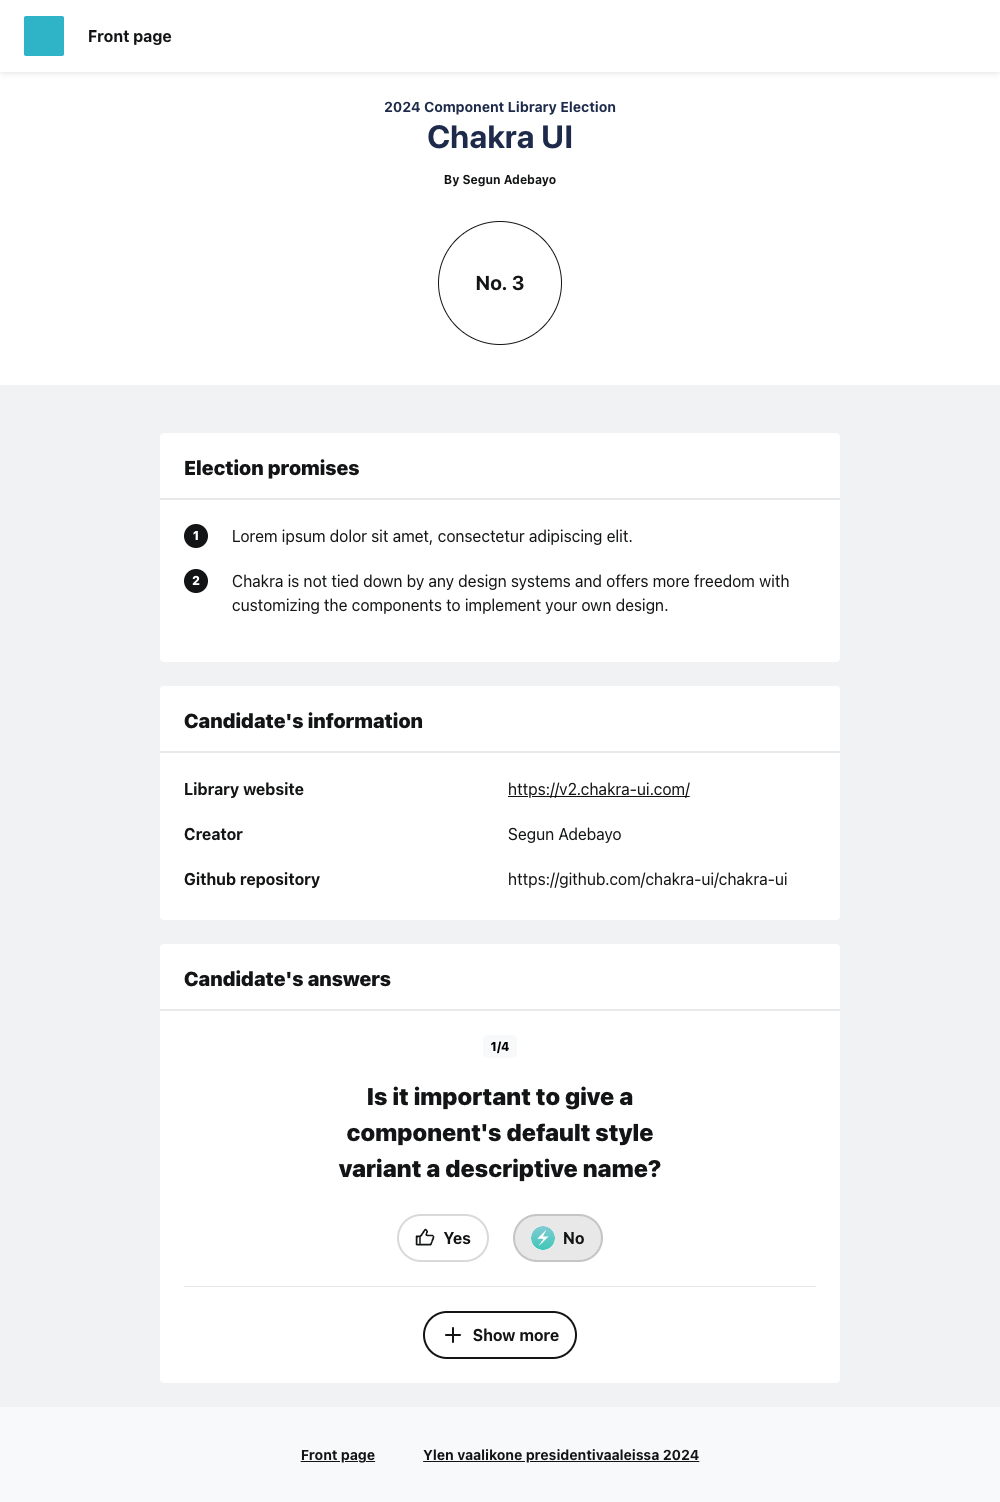 Front page
2024 Component Library Election
Chakra UI
By Segun Adebayo
No. 3
Election promises
1 Lorem ipsum dolor sit amet, consectetur adipiscing elit.
2 Chakra is not tied down by any design systems and offers more freedom with
customizing the components to implement your own design.
Candidate's information
Library website https://v2.chakra-ui.com/
Creator Segun Adebayo
Github repository https://github.com/chakra-ui/chakra-ui
Candidate's answers
1/4
Is it important to give a
component's default style
variant a descriptive name?
Yes No
Show more
Front page Ylen vaalikone presidentivaaleissa 2024